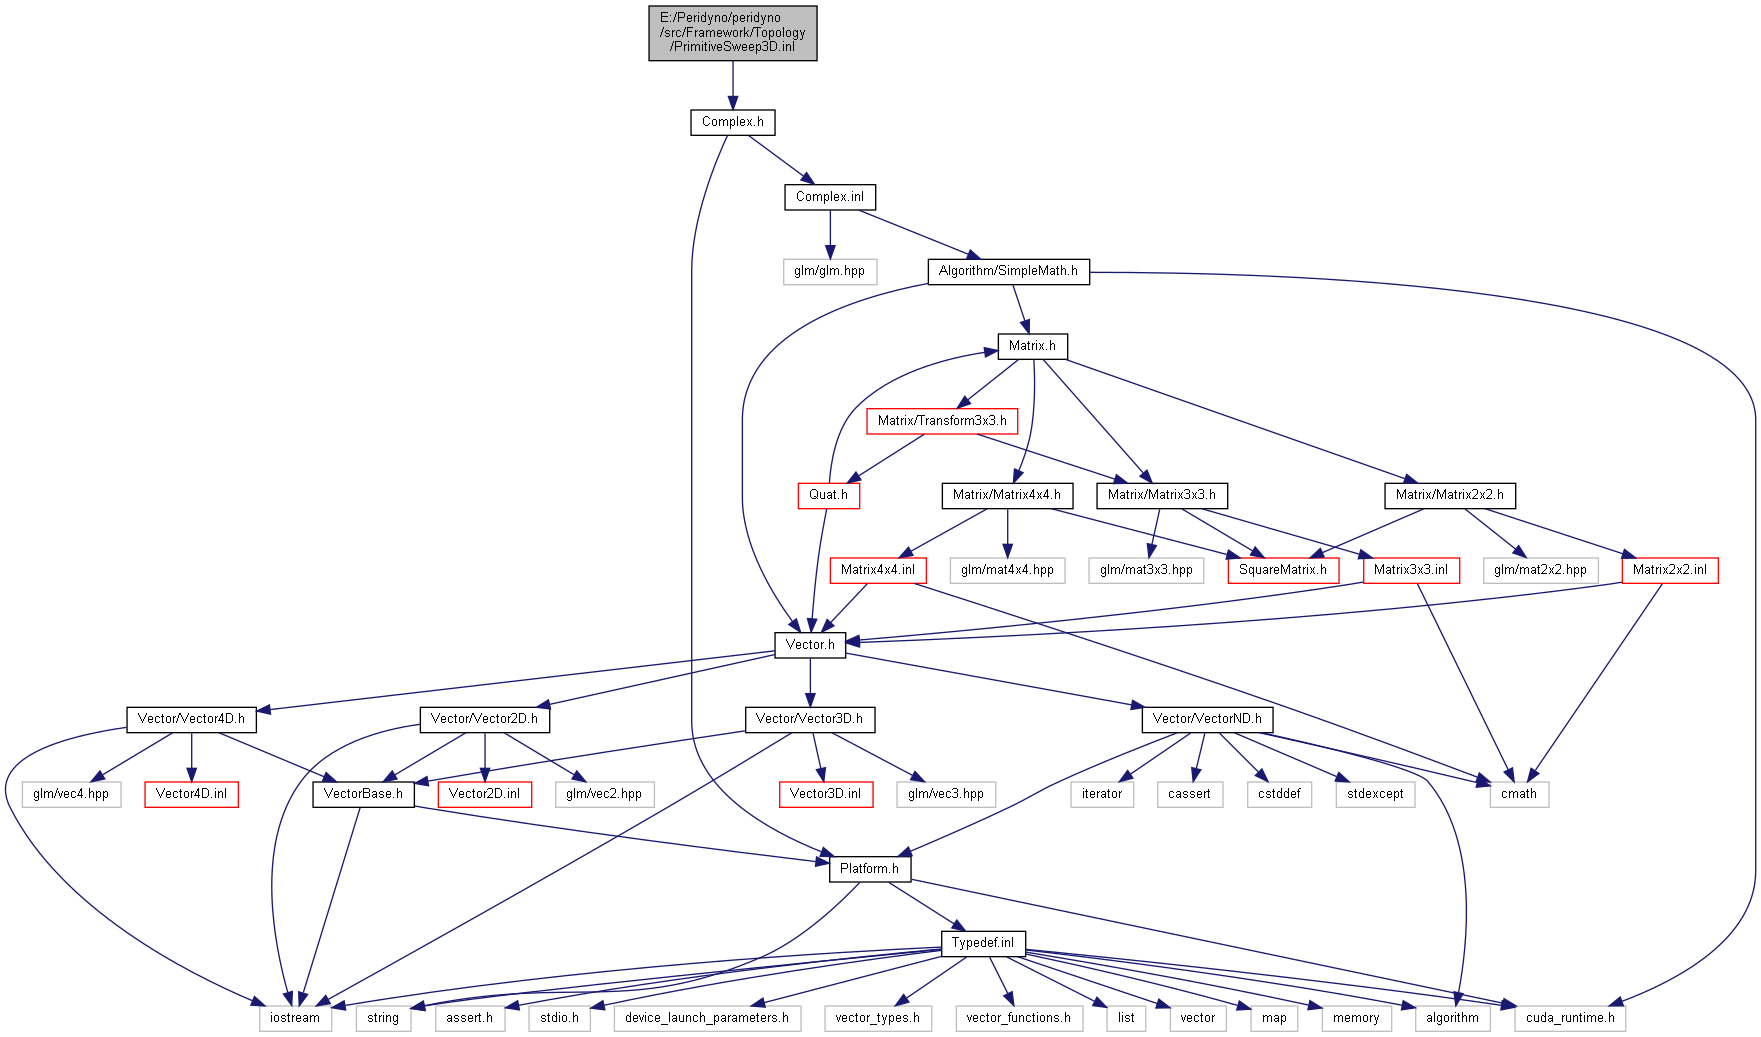 E:/Peridyno/peridyno
/src/Framework/Topology
/PrimitiveSweep3D.inl
Complex.h
Complex.inl
glm/glm.hpp
Algorithm/SimpleMath.h
Matrix.h
Matrix/Transform3x3.h
Quat.h
Matrix/Matrix4x4.h
Matrix/Matrix3x3.h
Matrix/Matrix2x2.h
Matrix4x4.inl
glm/mat4x4.hpp
glm/mat3x3.hpp
SquareMatrix.h
Matrix3x3.inl
glm/mat2x2.hpp
Matrix2x2.inl
Vector.h
Vector/Vector4D.h
Vector/Vector2D.h
Vector/Vector3D.h
Vector/VectorND.h
glm/vec4.hpp
Vector4D.inl
VectorBase.h
Vector2D.inl
glm/vec2.hpp
Vector3D.inl
glm/vec3.hpp
iterator
cassert
cstddef
stdexcept
cmath
Platform.h
Typedef.inl
iostream
string
assert.h
stdio.h
device_launch_parameters.h
vector_types.h
vector_functions.h
list
vector
map
memory
algorithm
cuda_runtime.h